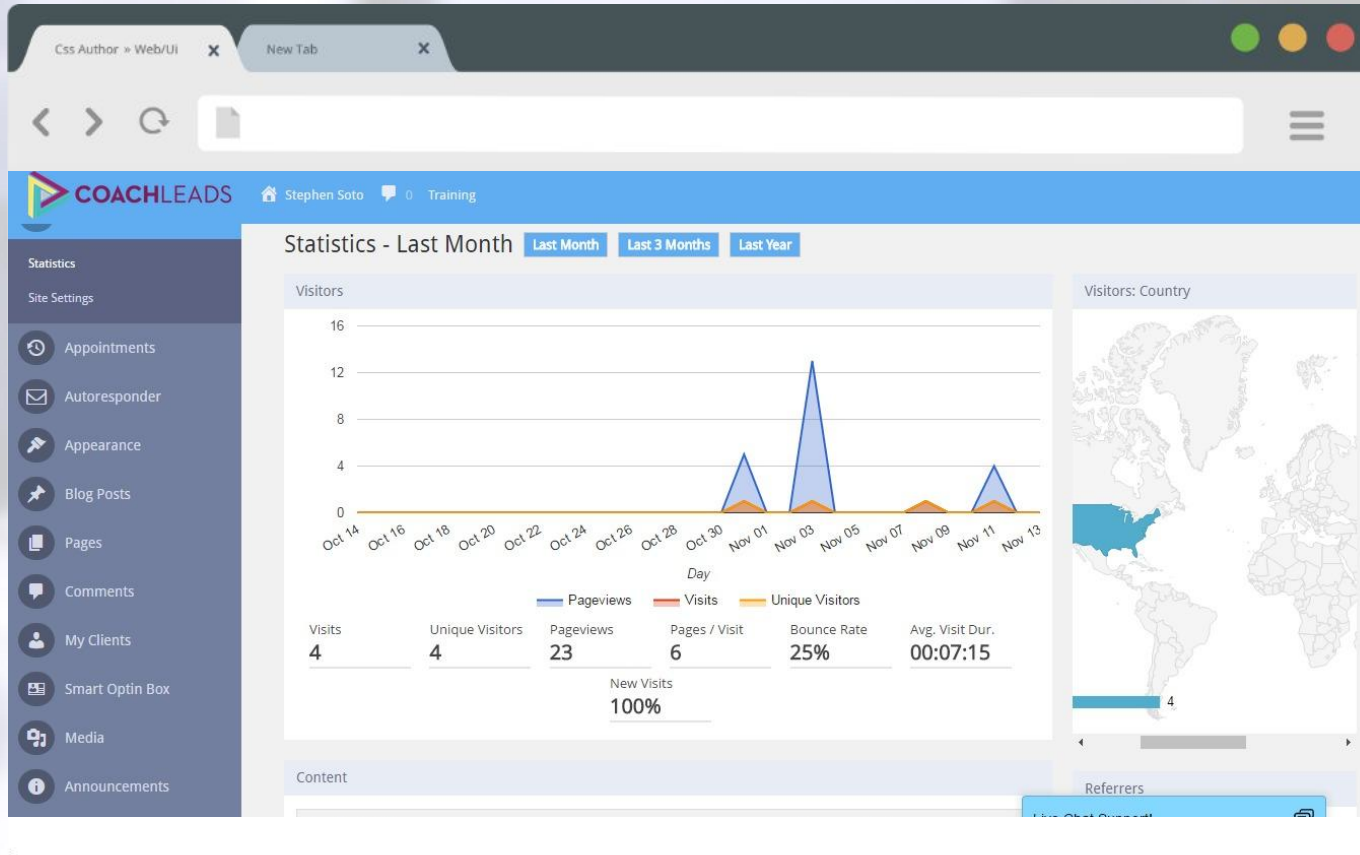 Css Author » Web/Ui
New Tab
COACHLEADS
Stephen Soto 0 Training
Statistics - Last Month Last Month Last 3 Months Last Year
Statistics
Site Settings
Appointments
Autoresponder
Appearance
Blog Posts
Pages
Comments
My Clients
Smart Optin Box
Media
Announcements
Visitors
16
12
8
4
0
Oct 14 Oct 16 Oct 18 Oct 20 Oct 22 Oct 24 Oct 26 Oct 28 Oct 30 Nov 01 Nov 03 Nov 05 Nov 07 Nov 09 Nov 11 Nov 13
Day
Pageviews Visits Unique Visitors
Visits Unique Visitors Pageviews Pages / Visit Bounce Rate Avg. Visit Dur.
4 4 23 6 25% 00:07:15
New Visits
100%
Visitors: Country
4
Content
Referrers
Live Chat Support!